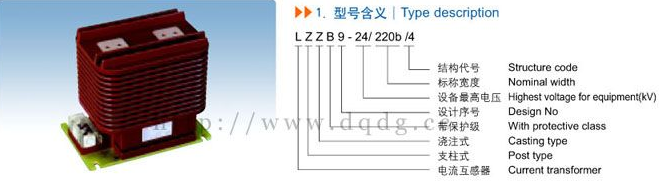 1. 型号含义 | Type description
L Z Z B 9 - 24/ 220b /4
结构代号 Structure code
标称宽度 Nominal width
设备最高电压 Highest voltage for equipment(kV)
设计序号 Design No
带保护级 With protective class
浇注式 Casting type
支柱式 Post type
电流互感器 Current transformer
http://www.dqdg.c